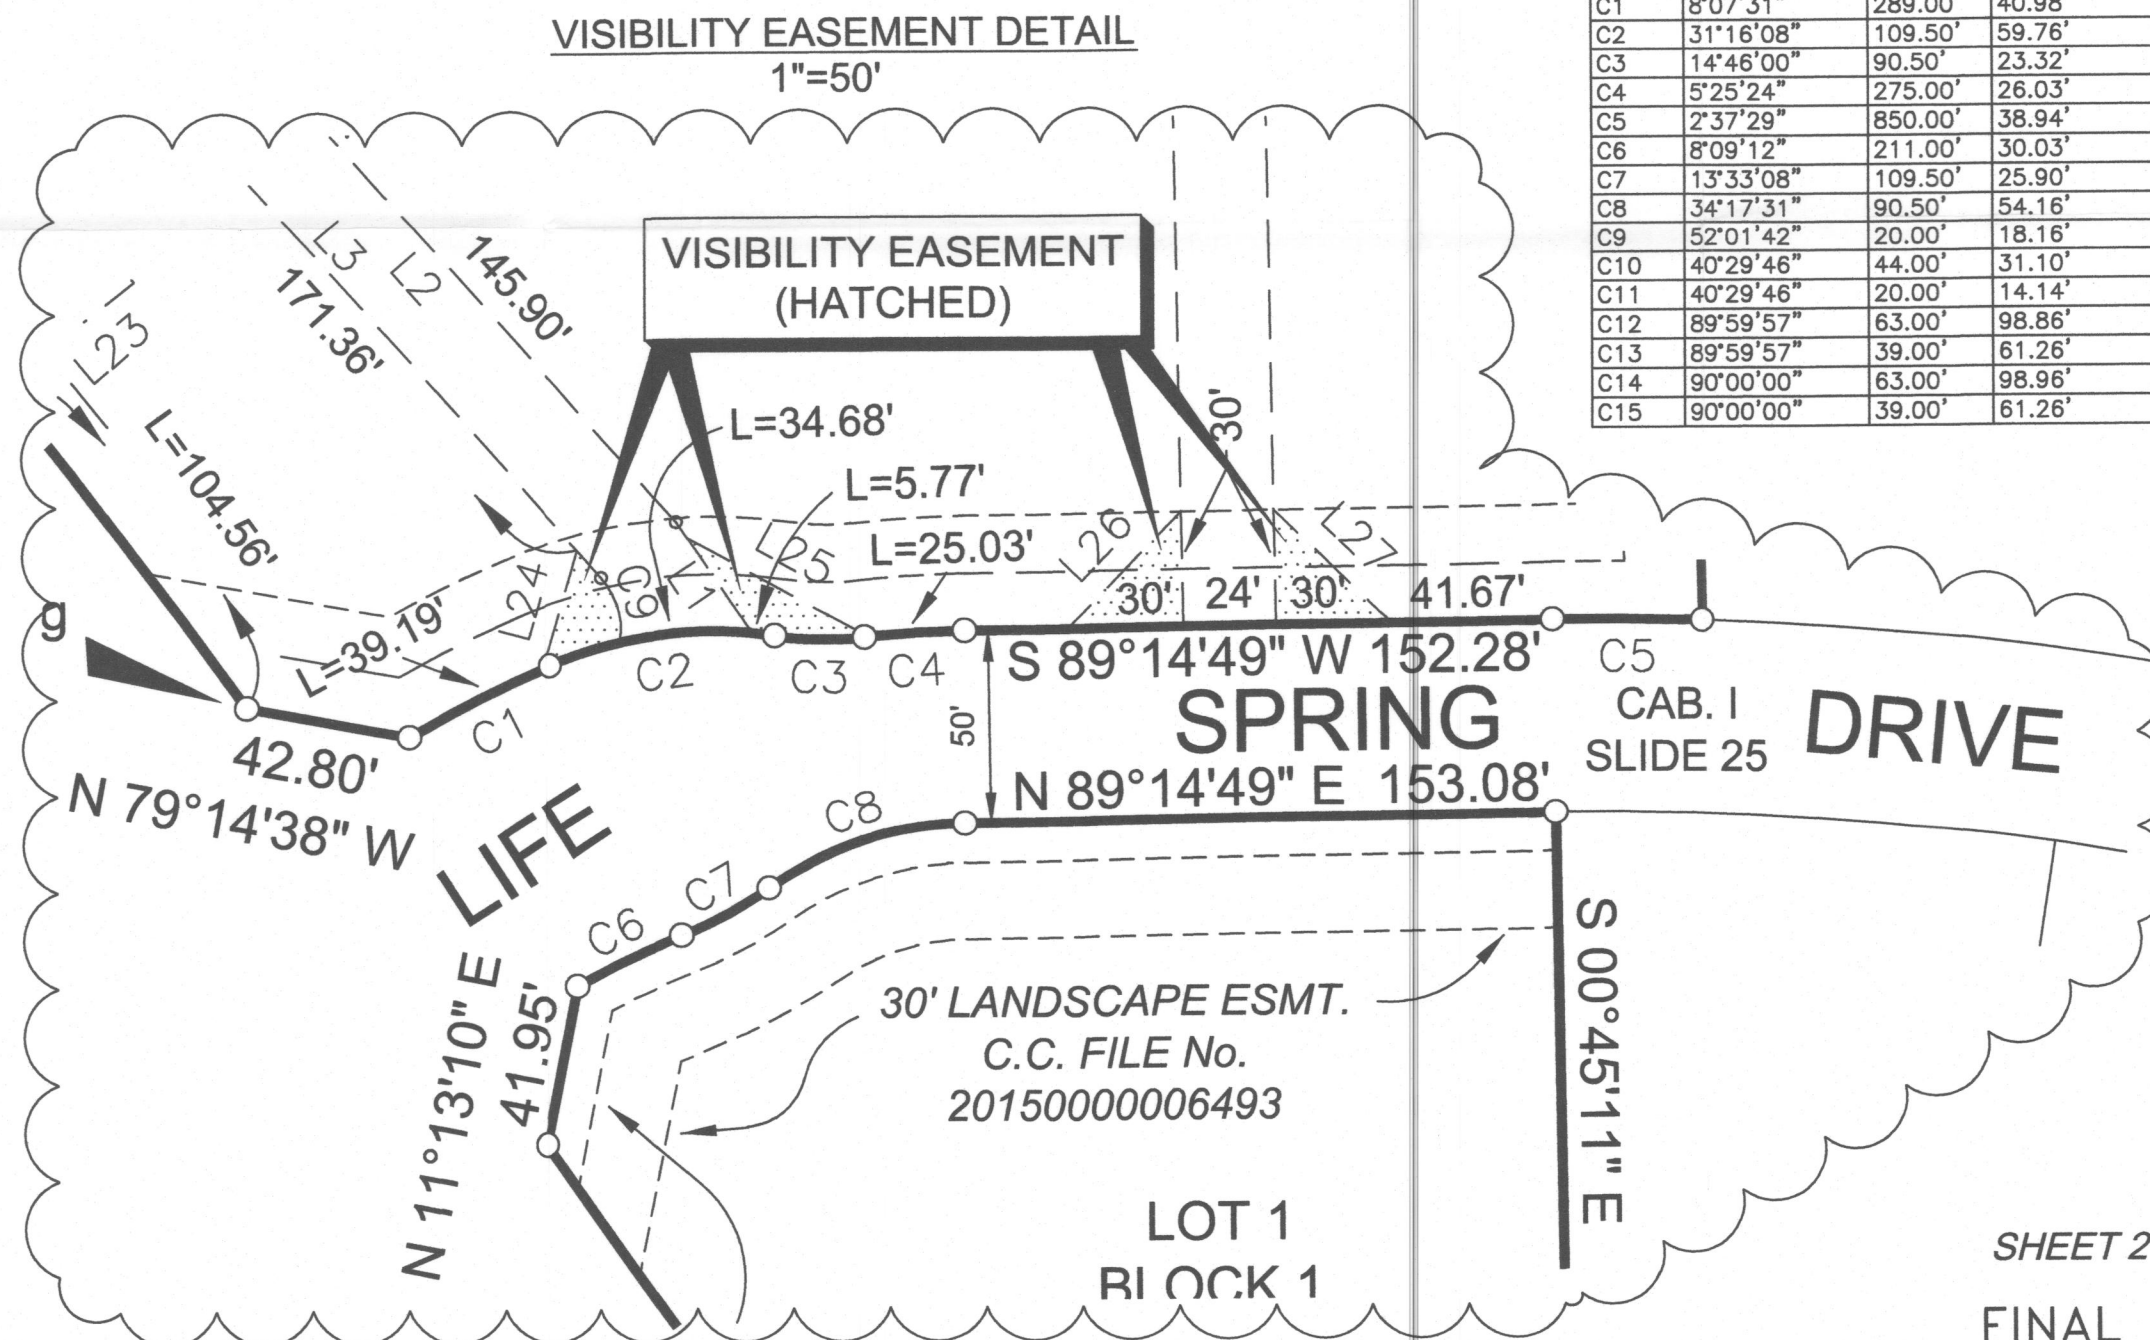 VISIBILITY EASEMENT DETAIL
1"=50'
C1 8°07'31" 289.00' 40.98'
C2 31°16'08" 109.50' 59.76'
C3 14°46'00" 90.50' 23.32'
C4 5°25'24" 275.00' 26.03'
C5 2°37'29" 850.00' 38.94'
C6 8°09'12" 211.00' 30.03'
C7 13°33'08" 109.50' 25.90'
C8 34°17'31" 90.50' 54.16'
C9 52°01'42" 20.00' 18.16'
C10 40°29'46" 44.00' 31.10'
C11 40°29'46" 20.00' 14.14'
C12 89°59'57" 63.00' 98.86'
C13 89°59'57" 39.00' 61.26'
C14 90°00'00" 63.00' 98.96'
C15 90°00'00" 39.00' 61.26'
VISIBILITY EASEMENT
(HATCHED)
L3
L2
145.90'
171.36'
L23
L=104.56'
L=34.68'
L=5.77'
L=25.03'
30'
L24
C9
L1
L25
L26
L27
30'
24'
30'
41.67'
g
L=39.19'
C1
C2
C3
C4
S 89°14'49" W 152.28'
C5
42.80'
N 79°14'38" W
LIFE
SPRING
DRIVE
50'
CAB. I
SLIDE 25
N 89°14'49" E 153.08'
C8
C7
C6
N 11°13'10" E
41.95'
S 00°45'11" E
30' LANDSCAPE ESMT.
C.C. FILE No.
20150000006493
LOT 1
BLOCK 1
SHEET 2
FINAL